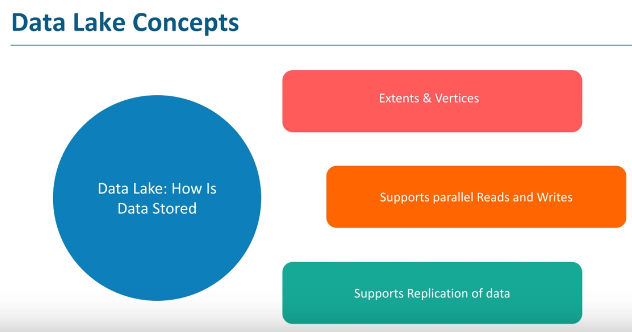 Data Lake Concepts
Extents & Vertices
Data Lake: How Is
Data Stored
Supports parallel Reads and Writes
Supports Replication of data